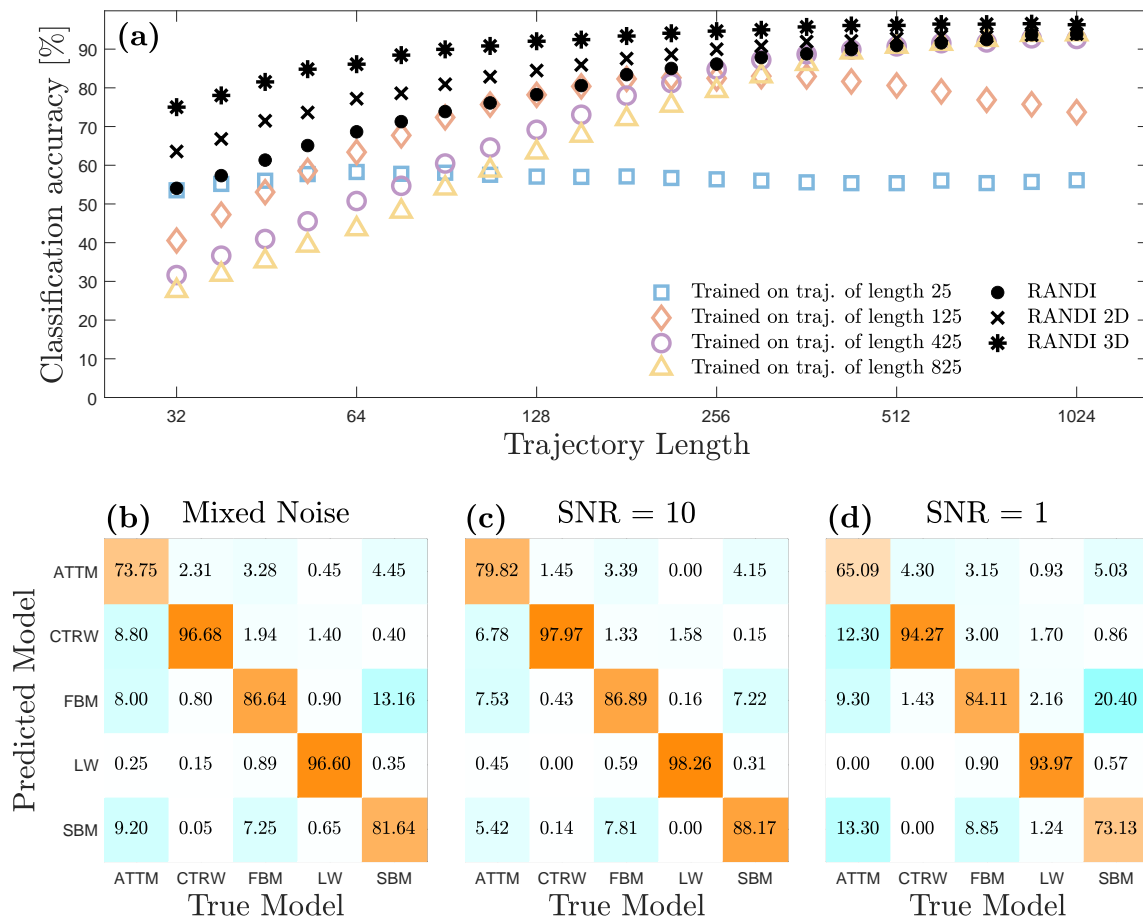 (a)
Classification accuracy [%]
90
80
70
60
50
40
30
20
10
0
32 64 128 256 512 1024
Trajectory Length
Trained on traj. of length 25
Trained on traj. of length 125
Trained on traj. of length 425
Trained on traj. of length 825
RANDI
RANDI 2D
RANDI 3D
(b) Mixed Noise
Predicted Model
ATTM 73.75 2.31 3.28 0.45 4.45
CTRW 8.80 96.68 1.94 1.40 0.40
FBM 8.00 0.80 86.64 0.90 13.16
LW 0.25 0.15 0.89 96.60 0.35
SBM 9.20 0.05 7.25 0.65 81.64
ATTM CTRW FBM LW SBM
True Model
(c) SNR = 10
79.82 1.45 3.39 0.00 4.15
6.78 97.97 1.33 1.58 0.15
7.53 0.43 86.89 0.16 7.22
0.45 0.00 0.59 98.26 0.31
5.42 0.14 7.81 0.00 88.17
ATTM CTRW FBM LW SBM
True Model
(d) SNR = 1
65.09 4.30 3.15 0.93 5.03
12.30 94.27 3.00 1.70 0.86
9.30 1.43 84.11 2.16 20.40
0.00 0.00 0.90 93.97 0.57
13.30 0.00 8.85 1.24 73.13
ATTM CTRW FBM LW SBM
True Model